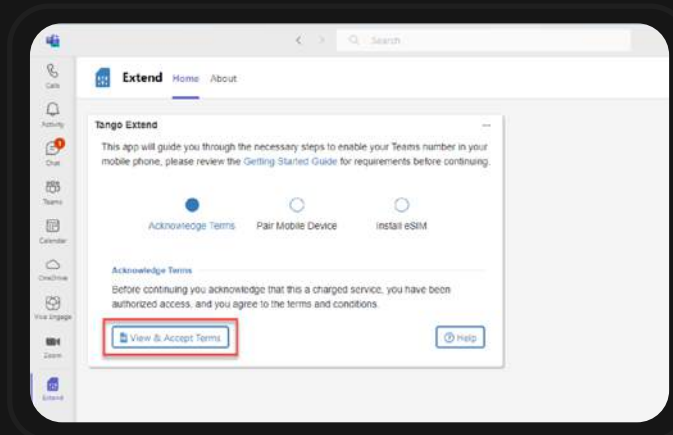 Search
Calls
Extend Home About
Activity
Chat
Teams
Calendar
OneDrive
Viva Engage
Zoom
Extend
Tango Extend
This app will guide you through the necessary steps to enable your Teams number in your
mobile phone, please review the Getting Started Guide for requirements before continuing.
Acknowledge Terms Pair Mobile Device Install eSIM
Acknowledge Terms
Before continuing you acknowledge that this a charged service, you have been
authorized access, and you agree to the terms and conditions.
View & Accept Terms Help